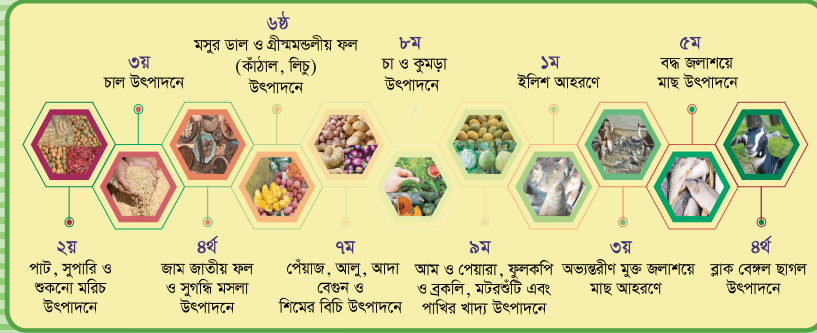 ৩য়
চাল উৎপাদনে
৬ষ্ঠ
মসুর ডাল ও গ্রীষ্মমন্ডলীয় ফল
(কাঁঠাল, লিচু)
উৎপাদনে
৮ম
চা ও কুমড়া
উৎপাদনে
১ম
ইলিশ আহরণে
৫ম
বদ্ধ জলাশয়ে
মাছ উৎপাদনে
২য়
পাট, সুপারি ও
শুকনো মরিচ
উৎপাদনে
৪র্থ
জাম জাতীয় ফল
ও সুগন্ধি মসলা
উৎপাদনে
৭ম
পেঁয়াজ, আলু, আদা
বেগুন ও
শিমের বিচি উৎপাদনে
৯ম
আম ও পেয়ারা, ফুলকপি
ও ব্রকলি, মটরশুঁটি এবং
পাখির খাদ্য উৎপাদনে
৩য়
অভ্যন্তরীণ মুক্ত জলাশয়ে
মাছ আহরণে
৪র্থ
ব্লাক বেঙ্গল ছাগল
উৎপাদনে